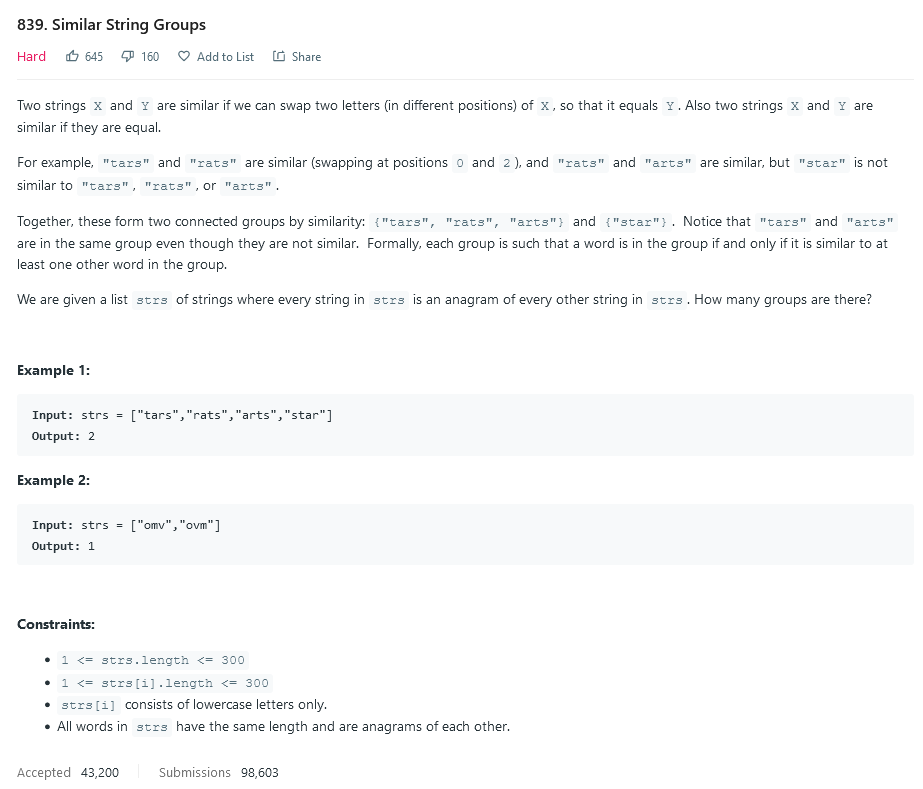 839. Similar String Groups
Hard 645 160 Add to List Share
Two strings X and Y are similar if we can swap two letters (in different positions) of X, so that it equals Y. Also two strings X and Y are
similar if they are equal.
For example, "tars" and "rats" are similar (swapping at positions 0 and 2), and "rats" and "arts" are similar, but "star" is not
similar to "tars", "rats", or "arts".
Together, these form two connected groups by similarity: {"tars", "rats", "arts"} and {"star"}. Notice that "tars" and "arts"
are in the same group even though they are not similar. Formally, each group is such that a word is in the group if and only if it is similar to at
least one other word in the group.
We are given a list strs of strings where every string in strs is an anagram of every other string in strs. How many groups are there?
Example 1:
Input: strs = ["tars","rats","arts","star"]
Output: 2
Example 2:
Input: strs = ["omv","ovm"]
Output: 1
Constraints:
• 1 <= strs.length <= 300
• 1 <= strs[i].length <= 300
• strs[i] consists of lowercase letters only.
• All words in strs have the same length and are anagrams of each other.
Accepted 43,200 Submissions 98,603